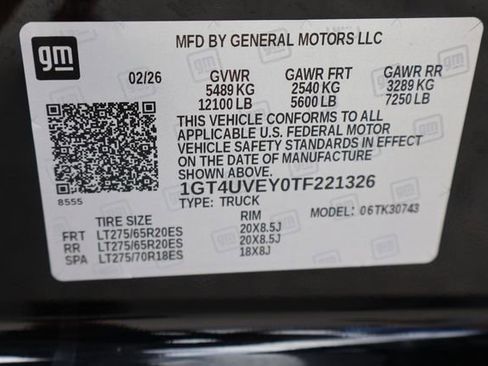 gm
MFD BY GENERAL MOTORS LLC
02/26 GVWR GAWR FRT GAWR RR
5489 KG 2540 KG 3289 KG
12100 LB 5600 LB 7250 LB
THIS VEHICLE CONFORMS TO ALL
APPLICABLE U.S. FEDERAL MOTOR
VEHICLE SAFETY STANDARDS IN EFFECT
ON THE DATE OF MANUFACTURE
SHOWN ABOVE.
8555
1GT4UVEY0TF221326
TYPE: TRUCK MODEL: 06TK30743
TIRE SIZE RIM
FRT LT275/65R20ES 20X8.5J
RR LT275/65R20ES 20X8.5J
SPA LT275/70R18ES 18X8J